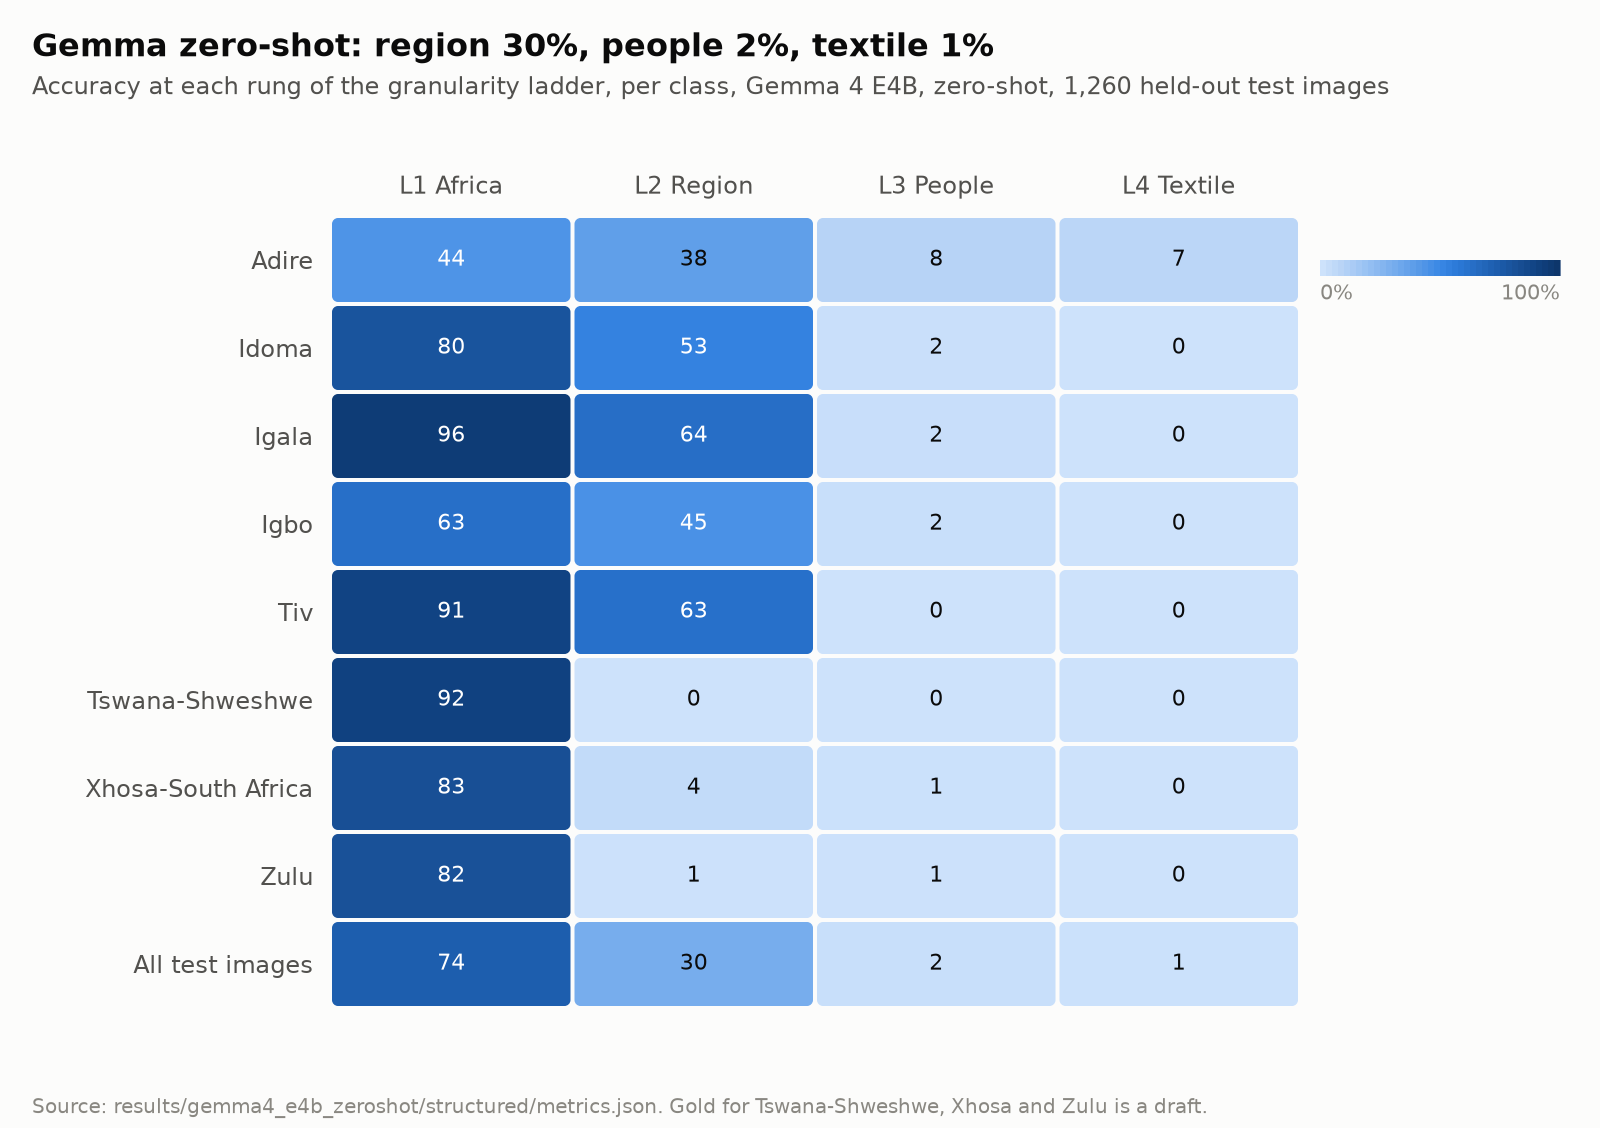 Gemma zero-shot: region 30%, people 2%, textile 1%
Accuracy at each rung of the granularity ladder, per class, Gemma 4 E4B, zero-shot, 1,260 held-out test images
L1 Africa L2 Region L3 People L4 Textile
Adire 44 38 8 7
0% 100%
Idoma 80 53 2 0
Igala 96 64 2 0
Igbo 63 45 2 0
Tiv 91 63 0 0
Tswana-Shweshwe 92 0 0 0
Xhosa-South Africa 83 4 1 0
Zulu 82 1 1 0
All test images 74 30 2 1
Source: results/gemma4_e4b_zeroshot/structured/metrics.json. Gold for Tswana-Shweshwe, Xhosa and Zulu is a draft.